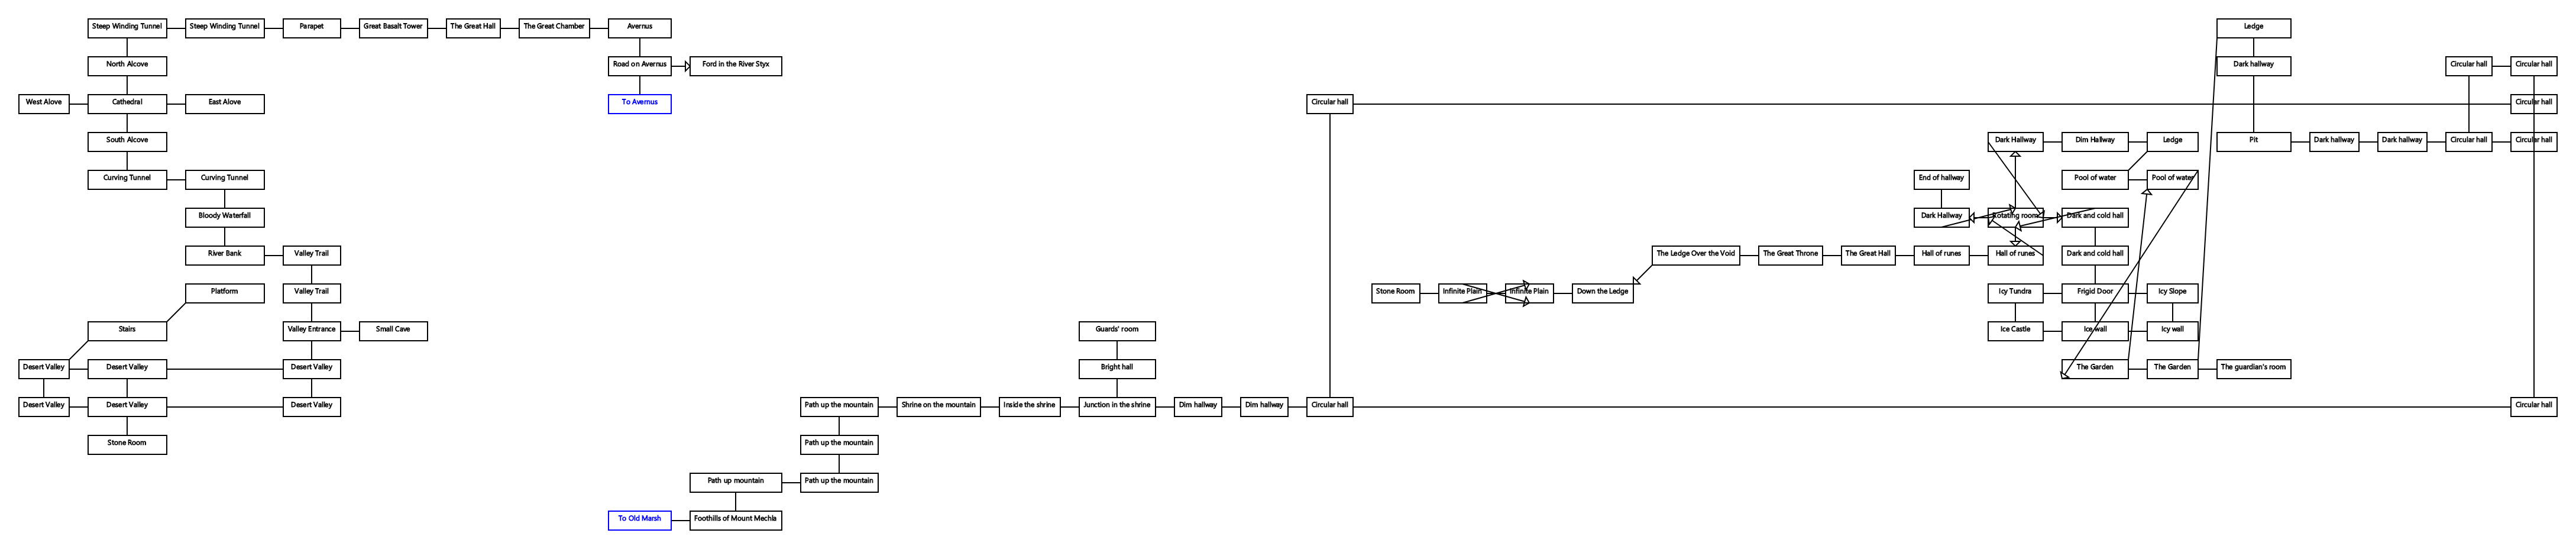 Steep Winding Tunnel
Steep Winding Tunnel
Parapet
Great Basalt Tower
The Great Hall
The Great Chamber
Avernus
Ledge
North Alcove
Road on Avernus
Ford in the River Styx
Dark hallway
Circular hall
Circular hall
West Alove
Cathedral
East Alove
To Avernus
Circular hall
Circular hall
South Alcove
Dark Hallway
Dim Hallway
Ledge
Pit
Dark hallway
Dark hallway
Circular hall
Circular hall
Curving Tunnel
Curving Tunnel
End of hallway
Pool of water
Pool of water
Bloody Waterfall
Dark Hallway
Rotating room
Dark and cold hall
River Bank
Valley Trail
The Ledge Over the Void
The Great Throne
The Great Hall
Hall of runes
Hall of runes
Dark and cold hall
Platform
Valley Trail
Stone Room
Infinite Plain
Infinite Plain
Down the Ledge
Icy Tundra
Frigid Door
Icy Slope
Stairs
Valley Entrance
Small Cave
Guards' room
Ice Castle
Ice wall
Icy wall
Desert Valley
Desert Valley
Desert Valley
Bright hall
The Garden
The Garden
The guardian's room
Desert Valley
Desert Valley
Desert Valley
Path up the mountain
Shrine on the mountain
Inside the shrine
Junction in the shrine
Dim hallway
Dim hallway
Circular hall
Circular hall
Stone Room
Path up the mountain
Path up mountain
Path up the mountain
To Old Marsh
Foothills of Mount Mechla